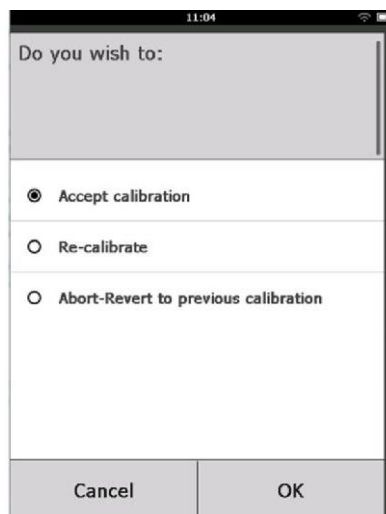 11:04
Do you wish to:
Accept calibration
Re-calibrate
Abort-Revert to previous calibration
Cancel
OK